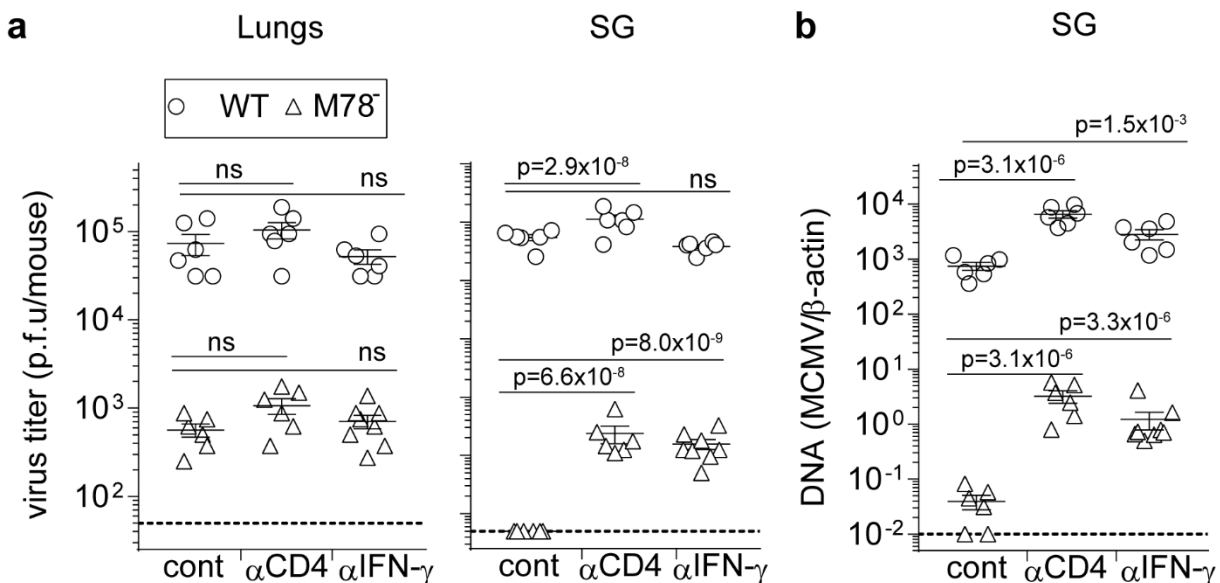 a Lungs SG b SG
○ WT △ M78⁻
ns
ns
ns
ns
virus titer (p.f.u/mouse)
10⁵
10⁴
10³
10²
cont αCD4 αIFN-γ
p=2.9x10⁻⁸
ns
p=8.0x10⁻⁹
p=6.6x10⁻⁸
cont αCD4 αIFN-γ
p=1.5x10⁻³
p=3.1x10⁻⁶
p=3.3x10⁻⁶
p=3.1x10⁻⁶
DNA (MCMV/β-actin)
10⁴
10³
10²
10¹
10⁰
10⁻¹
10⁻²
cont αCD4 αIFN-γ